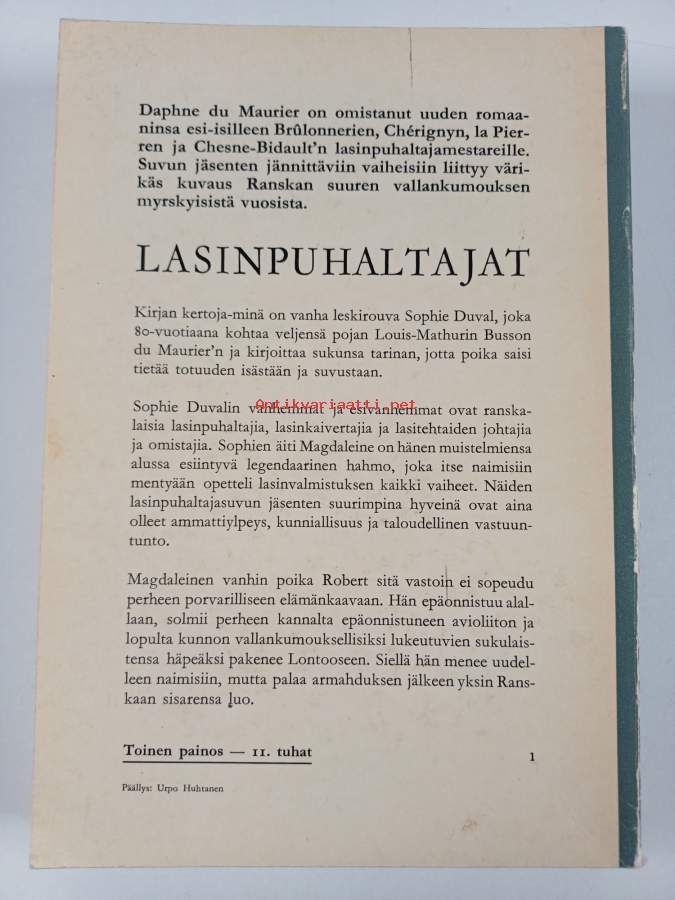 Daphne du Maurier on omistanut uuden romaa-
ninsa esi-isilleen Brûlonnerien, Chérignyn, la Pier-
ren ja Chesne-Bidault'n lasinpuhaltajamestareille.
Suvun jäsenten jännittäviin vaiheisiin liittyy väri-
käs kuvaus Ranskan suuren vallankumouksen
myrskyisistä vuosista.
LASINPUHALTAJAT
Kirjan kertoja-minä on vanha leskirouva Sophie Duval, joka
80-vuotiaana kohtaa veljensä pojan Louis-Mathurin Busson
du Maurier'n ja kirjoittaa sukunsa tarinan, jotta poika saisi
tietää totuuden isästään ja suvustaan.
Antikvariaatti.net
Sophie Duvalin vanhemmat ja esivanhemmat ovat ranska-
laisia lasinpuhaltajia, lasinkaivertajia ja lasitehtaiden johtajia
ja omistajia. Sophien äiti Magdaleine on hänen muistelmiensa
alussa esiintyvä legendaarinen hahmo, joka itse naimisiin
mentyään opetteli lasinvalmistuksen kaikki vaiheet. Näiden
lasinpuhaltajasuvun jäsenten suurimpina hyveinä ovat aina
olleet ammattiylpeys, kunniallisuus ja taloudellinen vastuun-
tunto.
Magdaleinen vanhin poika Robert sitä vastoin ei sopeudu
perheen porvarilliseen elämänkaavaan. Hän epäonnistuu alal-
laan, solmii perheen kannalta epäonnistuneen avioliiton ja
lopulta kunnon vallankumouksellisiksi lukeutuvien sukulais-
tensa häpeäksi pakenee Lontooseen. Siellä hän menee uudel-
leen naimisiin, mutta palaa armahduksen jälkeen yksin Rans-
kaan sisarensa luo.
Toinen painos — 11. tuhat
1
Päällys: Urpo Huhtanen